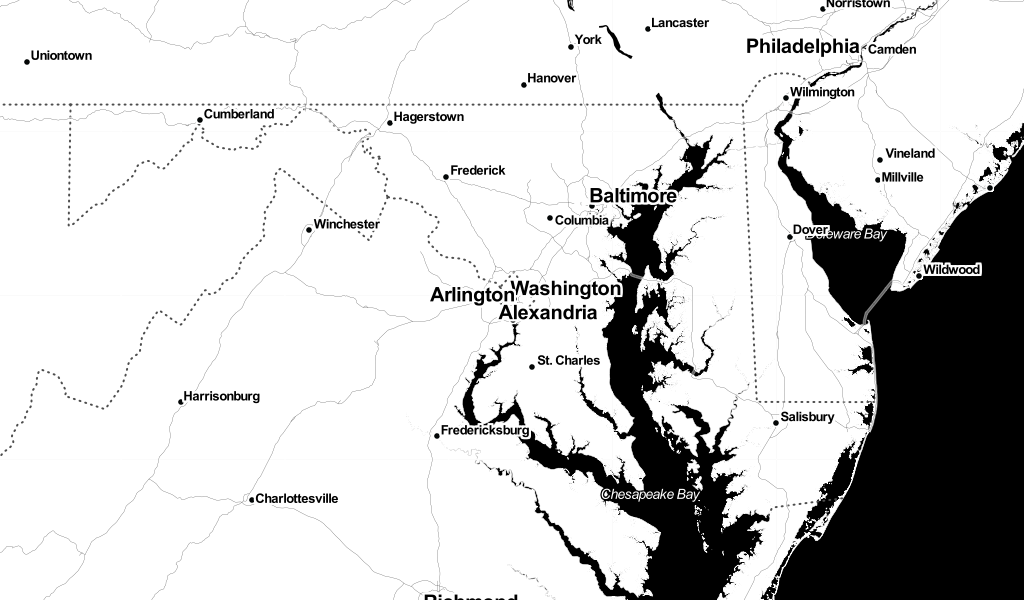 Norristown
Lancaster
York
Philadelphia
Camden
Uniontown
Hanover
Wilmington
Cumberland
Hagerstown
Vineland
Frederick
Millville
Baltimore
Columbia
Winchester
Dover
Delaware Bay
Wildwood
Washington
Arlington
Alexandria
St. Charles
Harrisonburg
Salisbury
Fredericksburg
Chesapeake Bay
Charlottesville
Richmond